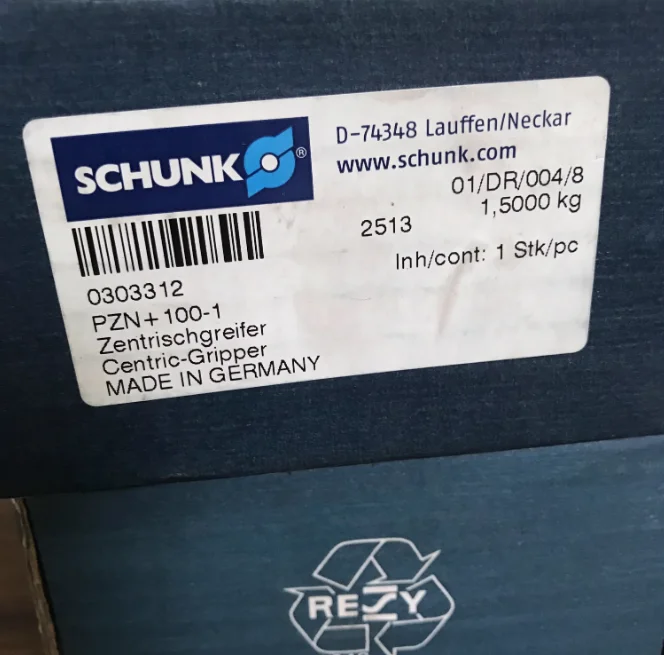 SCHUNK ®
D-74348 Lauffen/Neckar
www.schunk.com
01/DR/004/8
2513 1,5000 kg
Inh/cont: 1 Stk/pc
0303312
PZN+100-1
Zentrischgreifer
Centric-Gripper
MADE IN GERMANY
RESY